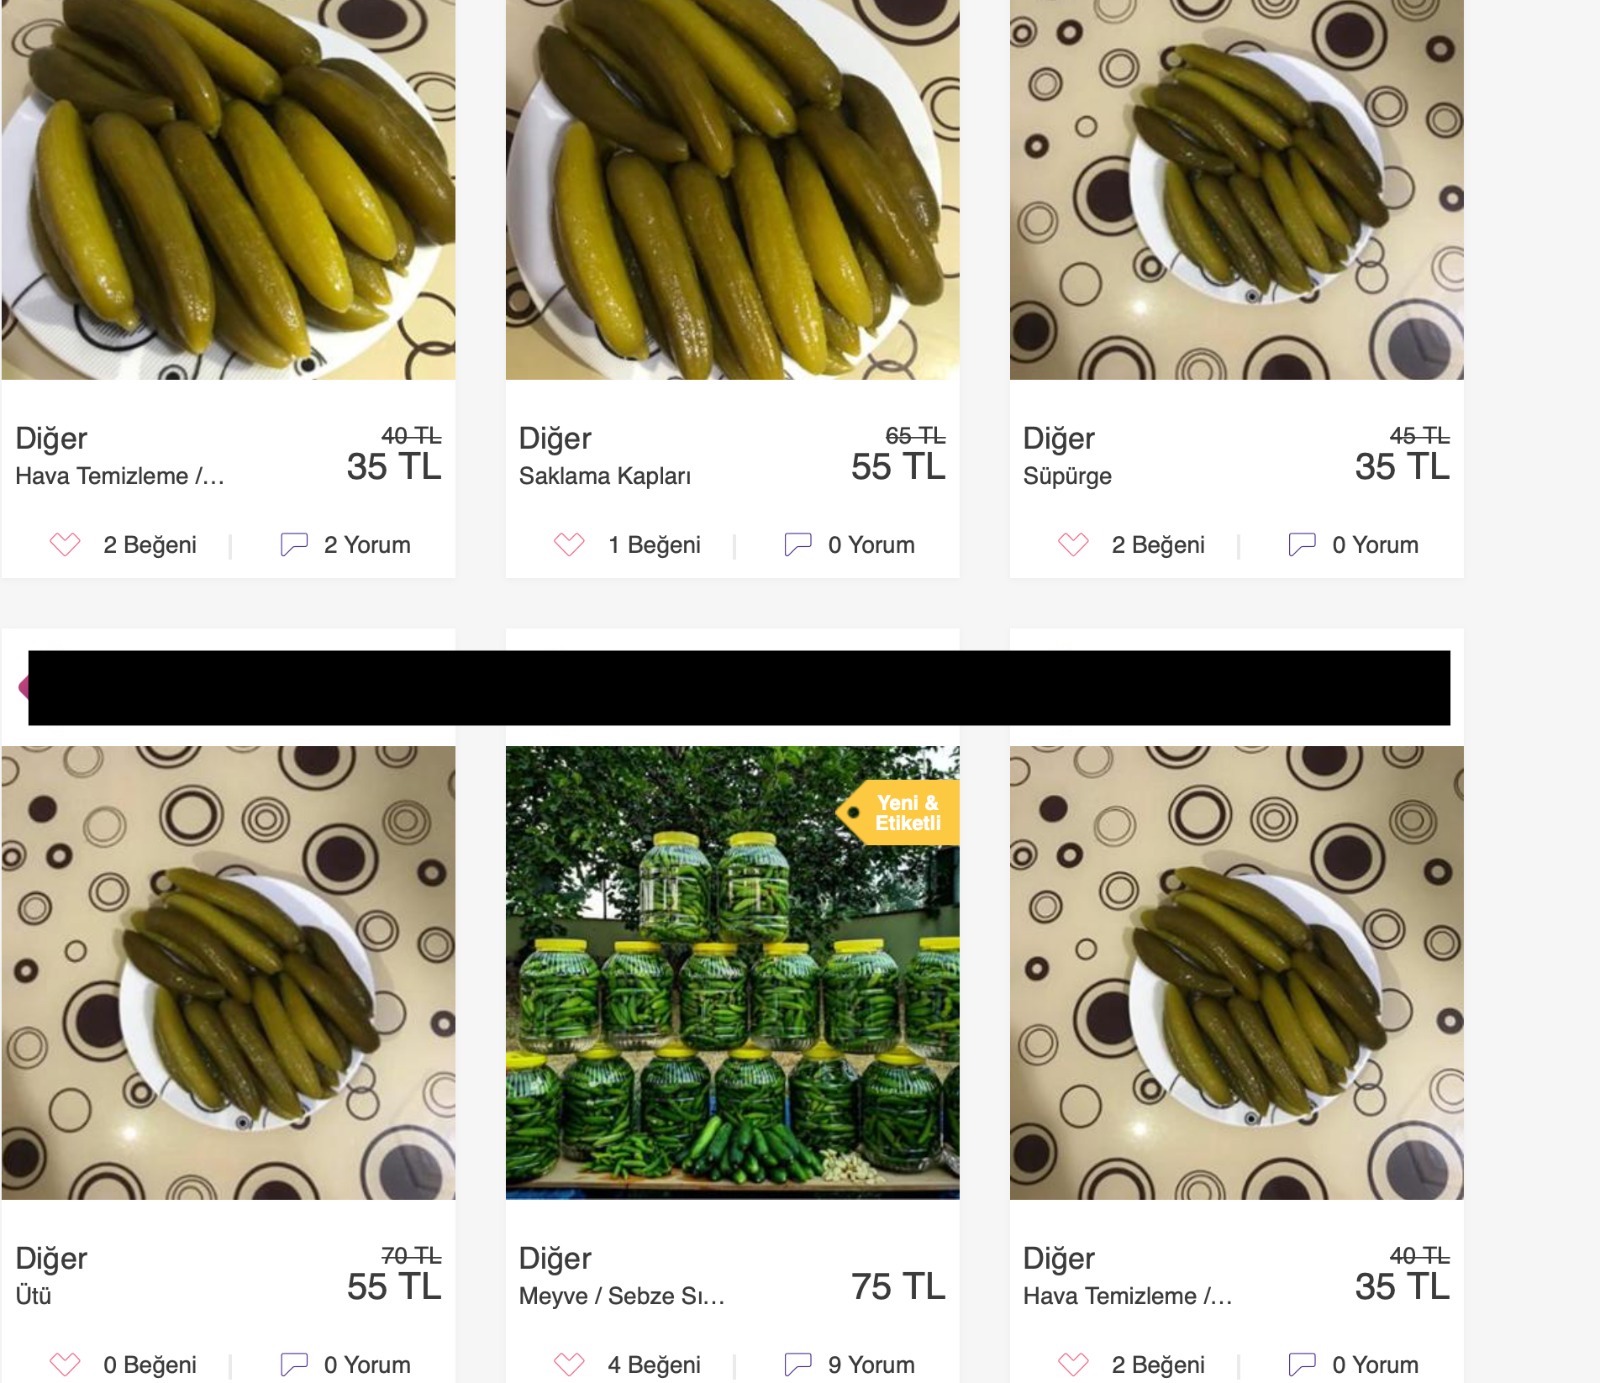 Diğer
40 TL
Hava Temizleme /...
35 TL
2 Beğeni
2 Yorum
Diğer
65 TL
Saklama Kapları
55 TL
1 Beğeni
0 Yorum
Diğer
45 TL
Süpürge
35 TL
2 Beğeni
0 Yorum
Yeni &
Etiketli
Diğer
70 TL
Ütü
55 TL
0 Beğeni
0 Yorum
Diğer
Meyve / Sebze Sı...
75 TL
4 Beğeni
9 Yorum
Diğer
40 TL
Hava Temizleme /...
35 TL
2 Beğeni
0 Yorum